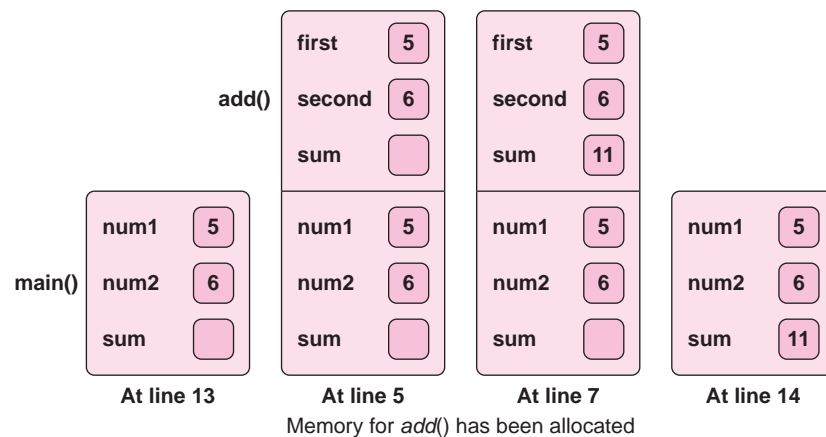 first 5 first 5
add() second 6 second 6
sum sum 11
num1 5 num1 5 num1 5 num1 5
main() num2 6 num2 6 num2 6 num2 6
sum sum sum sum 11
At line 13 At line 5 At line 7 At line 14
Memory for add() has been allocated